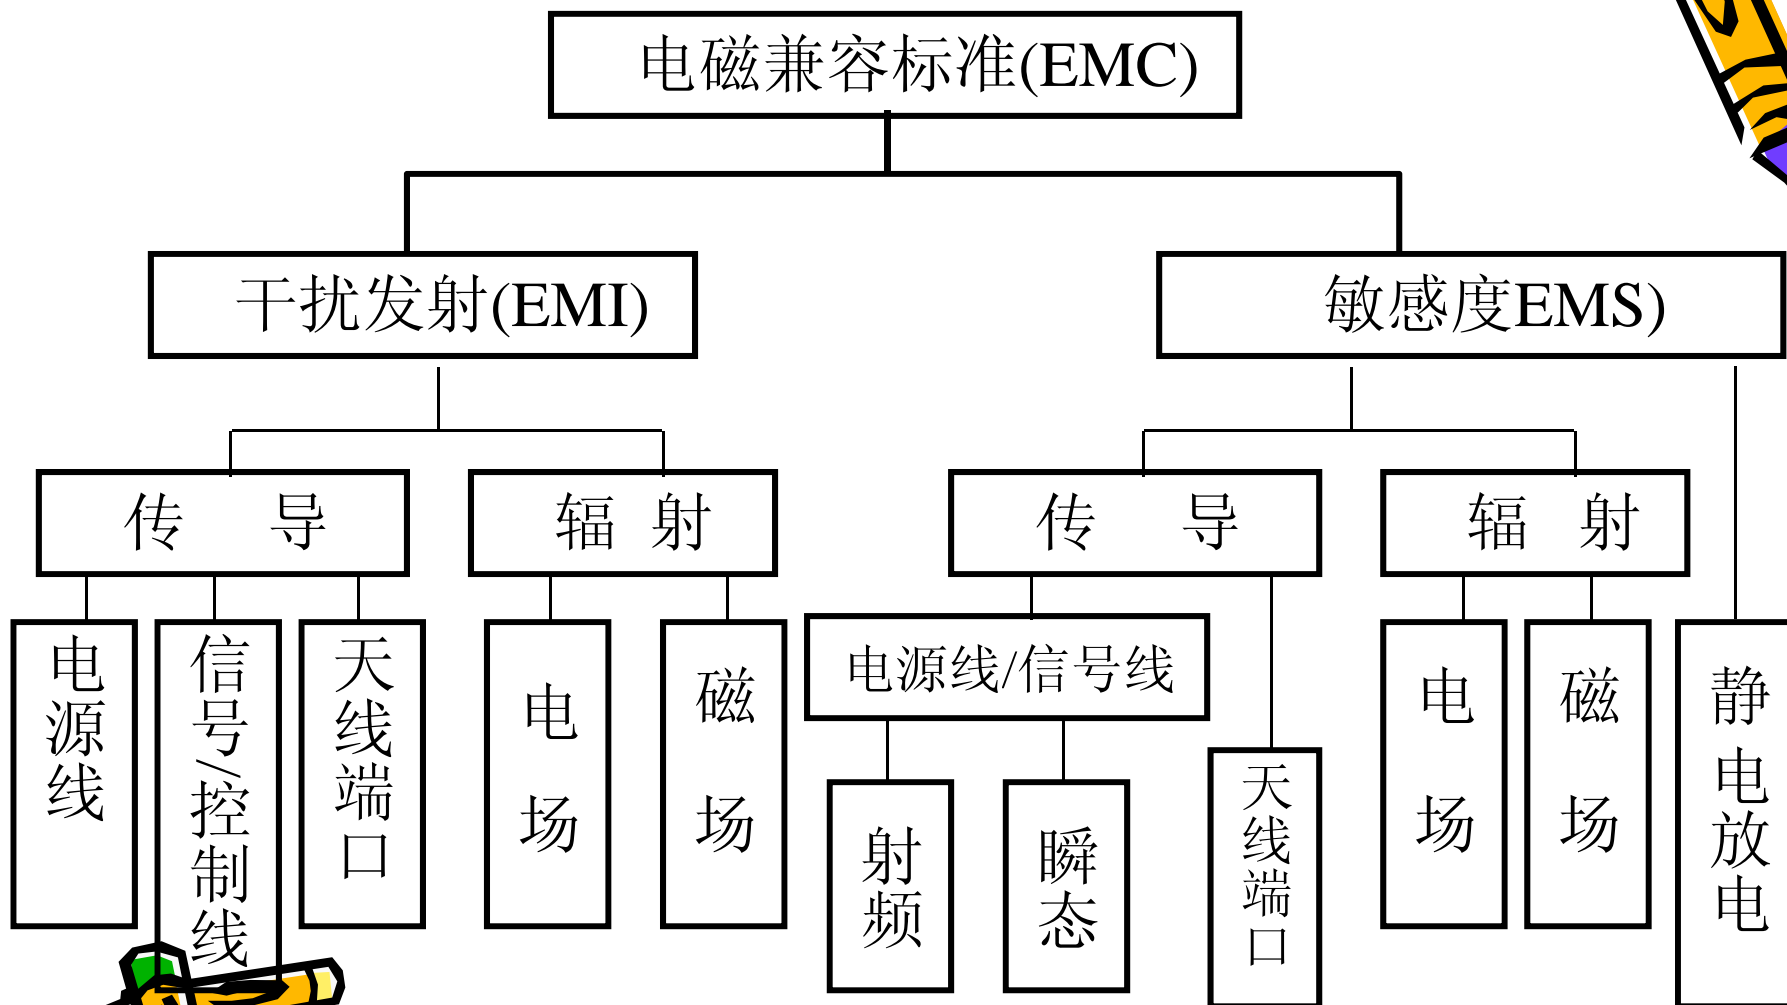 电磁兼容标准(EMC)
干扰发射(EMI)
敏感度EMS)
传 导
辐 射
传 导
辐 射
电源线
信号/控制线
天线端口
电场
磁场
电源线/信号线
射频
瞬态
天线端口
电场
磁场
静电放电